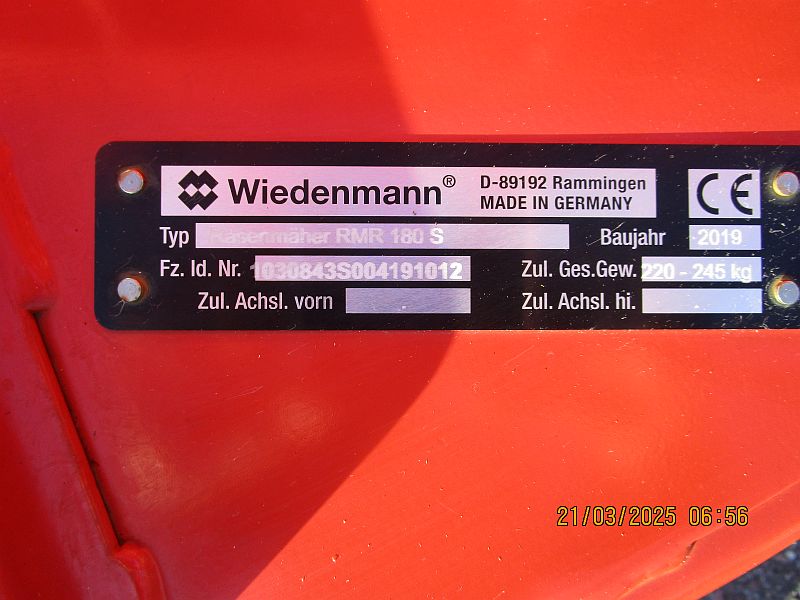 Wiedenmann® D-89192 Rammingen
MADE IN GERMANY
CE
Typ Rasenmäher RMR 180 S Baujahr 2019
Fz. Id. Nr. 1030843S004191012 Zul. Ges.Gew. 220 - 245 kg
Zul. Achsl. vorn Zul. Achsl. hi.
21/03/2025 06:56